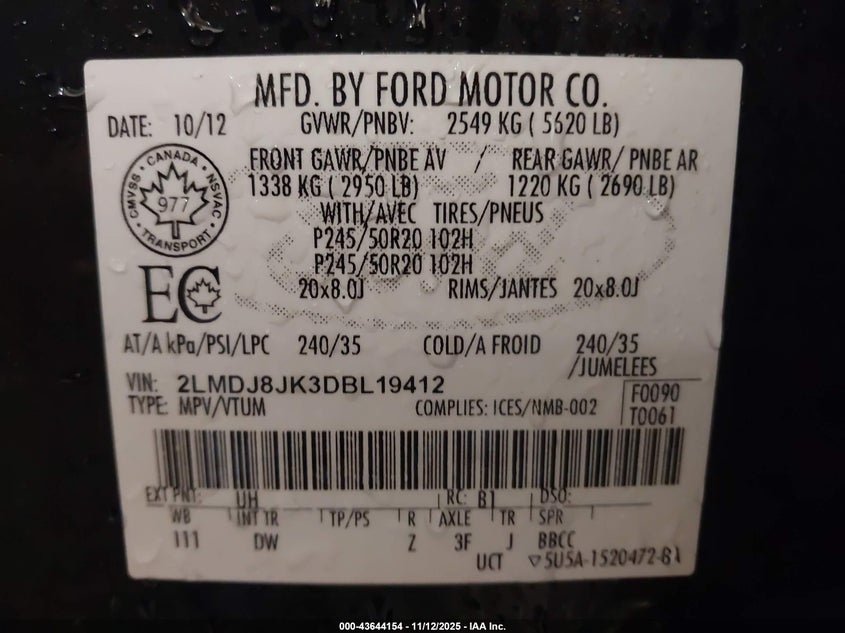 MFD. BY FORD MOTOR CO.
DATE: 10/12 GVWR/PNBV: 2549 KG ( 5620 LB)
FRONT GAWR/PNBE AV / REAR GAWR/ PNBE AR
1338 KG ( 2950 LB) 1220 KG ( 2690 LB)
WITH/AVEC TIRES/PNEUS
P245/50R20 102H
P245/50R20 102H
20x8.0J RIMS/JANTES 20x8.0J
CMVSS · CANADA · NSVAC
977
TRANSPORT
EC
AT/A kPa/PSI/LPC 240/35 COLD/A FROID 240/35
/JUMELEES
VIN: 2LMDJ8JK3DBL19412
TYPE: MPV/VTUM COMPLIES: ICES/NMB-002
F0090
T0061
EXT PNT: UH RC: B1 DSO:
WB INT TR TP/PS R AXLE TR SPR
111 DW Z 3F J BBCC
UCT ▽5U5A-1520472-BA
000-43644154 - 11/12/2025 - IAA Inc.